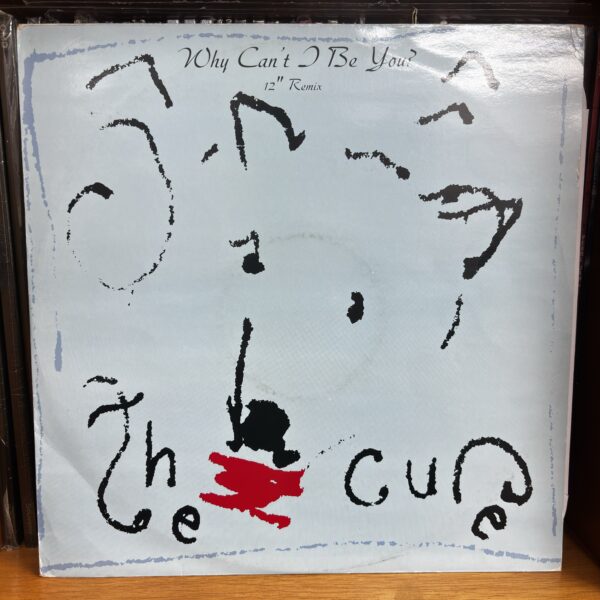 Why Can't I Be You?
12" Remix
The Cure